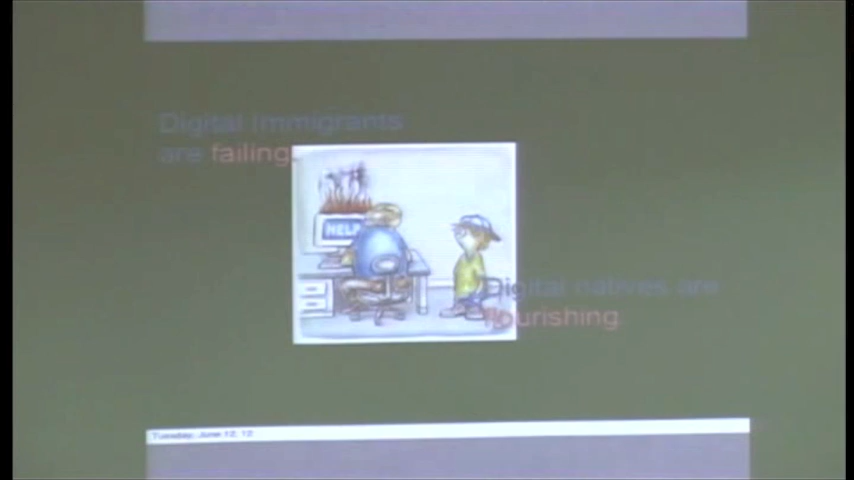 Digital immigrants
are failing.
HELP
Digital natives are
flourishing.
Tuesday, June 12, 12